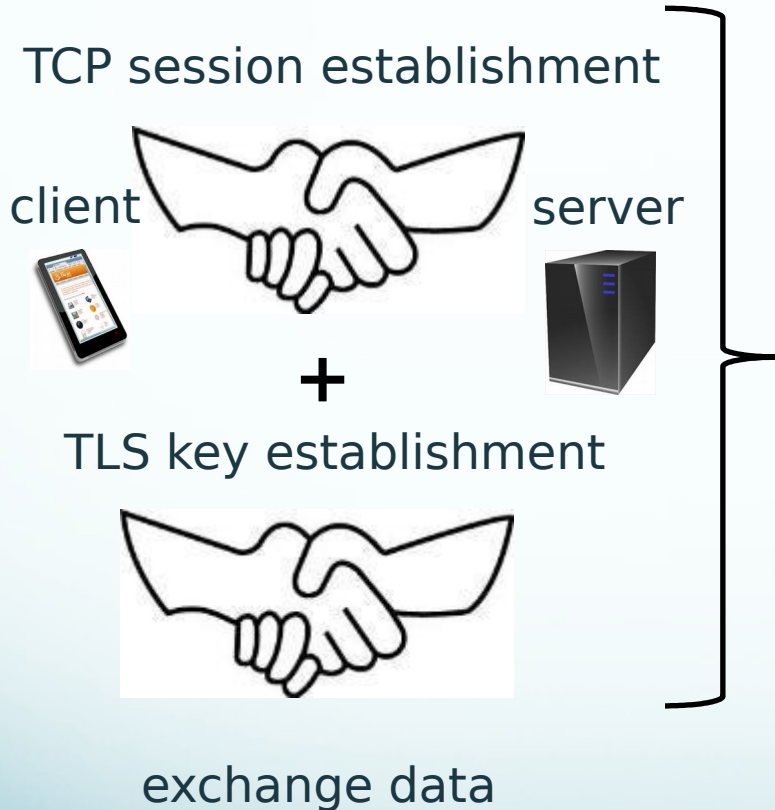 TCP session establishment
client
server
+
TLS key establishment
exchange data